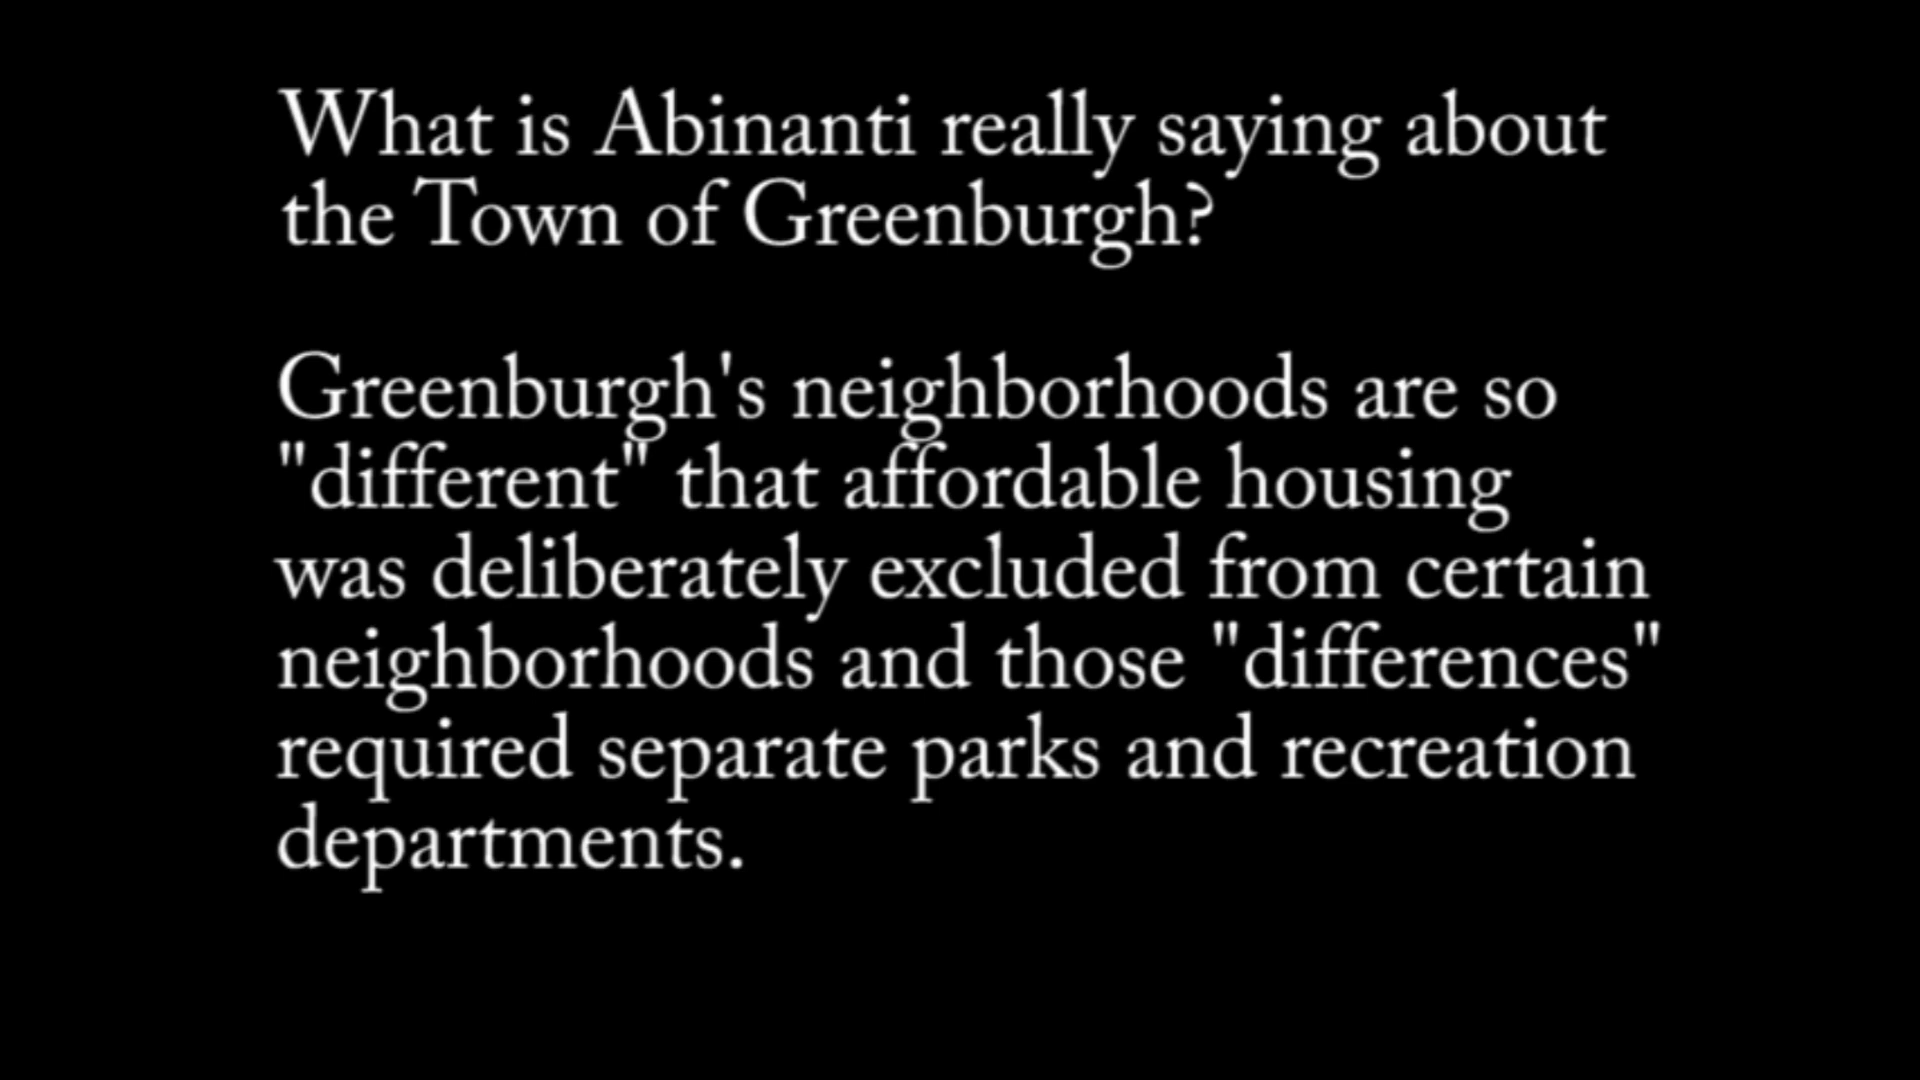 What is Abinanti really saying about
the Town of Greenburgh?
Greenburgh's neighborhoods are so
"different" that affordable housing
was deliberately excluded from certain
neighborhoods and those "differences"
required separate parks and recreation
departments.